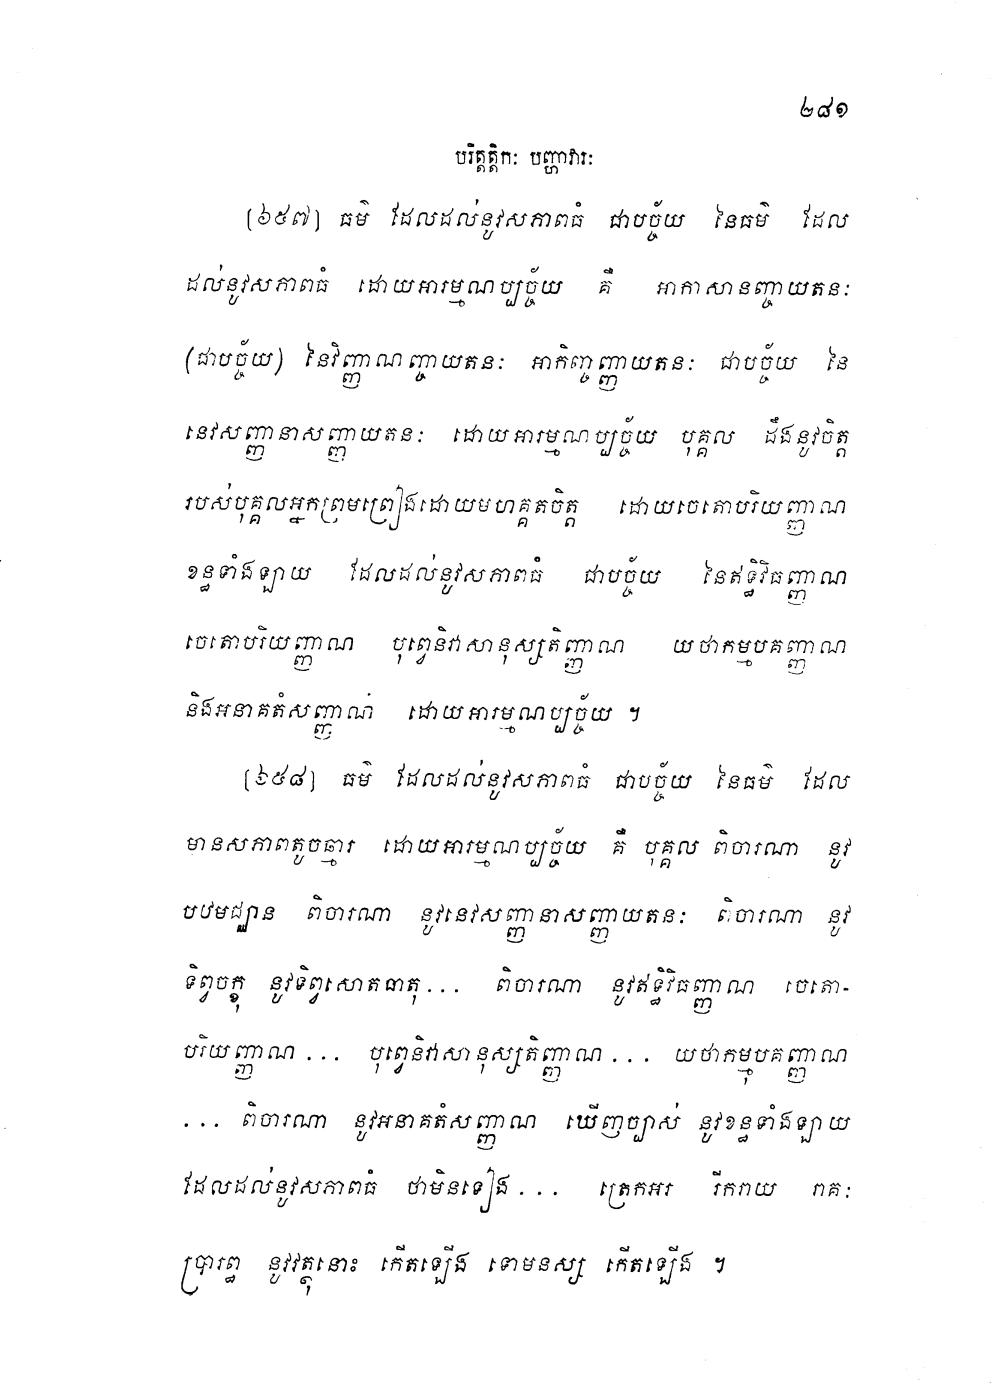 ២៨១
បរិត្តត្តិកៈ បញ្ហាវារៈ
[៦៥៧] ធម៌ ដែលដល់នូវសភាពធំ ជាបច្ច័យ នៃធម៌ ដែល
ដល់នូវសភាពធំ ដោយអារម្មណប្បច្ច័យ គឺ អាកាសានញ្ចាយតនៈ
(ជាបច្ច័យ) នៃវិញ្ញាណញ្ចាយតនៈ អាកិញ្ចញ្ញាយតនៈ ជាបច្ច័យ នៃ
នេវសញ្ញានាសញ្ញាយតនៈ ដោយអារម្មណប្បច្ច័យ បុគ្គល ដឹងនូវចិត្ត
របស់បុគ្គលអ្នកព្រមព្រៀងដោយមហគ្គតចិត្ត ដោយចេតោបរិយញ្ញាណ
ខន្ធទាំងឡាយ ដែលដល់នូវសភាពធំ ជាបច្ច័យ នៃឥទ្ធិវិធញ្ញាណ
ចេតោបរិយញ្ញាណ បុព្វេនិវាសានុស្សតិញ្ញាណ យថាកម្មបគញ្ញាណ
និងអនាគតំសញ្ញាណ ដោយអារម្មណប្បច្ច័យ ។
[៦៥៨] ធម៌ ដែលដល់នូវសភាពធំ ជាបច្ច័យ នៃធម៌ ដែល
មានសភាពតូចឆ្មារ ដោយអារម្មណប្បច្ច័យ គឺ បុគ្គល ពិចារណា នូវ
បឋមជ្ឈាន ពិចារណា នូវនេវសញ្ញានាសញ្ញាយតនៈ ពិចារណា នូវ
ទិព្វចក្ខុ នូវទិព្វសោតធាតុ... ពិចារណា នូវឥទ្ធិវិធញ្ញាណ ចេតោ-
បរិយញ្ញាណ ... បុព្វេនិវាសានុស្សតិញ្ញាណ ... យថាកម្មុបគញ្ញាណ
... ពិចារណា នូវអនាគតំសញ្ញាណ ឃើញច្បាស់ នូវខន្ធទាំងឡាយ
ដែលដល់នូវសភាពធំ ថាមិនទៀង ... ត្រេកអរ រីករាយ រាគៈ
ប្រារព្ធ នូវវត្ថុនោះ កើតឡើង ទោមនស្ស កើតឡើង ។